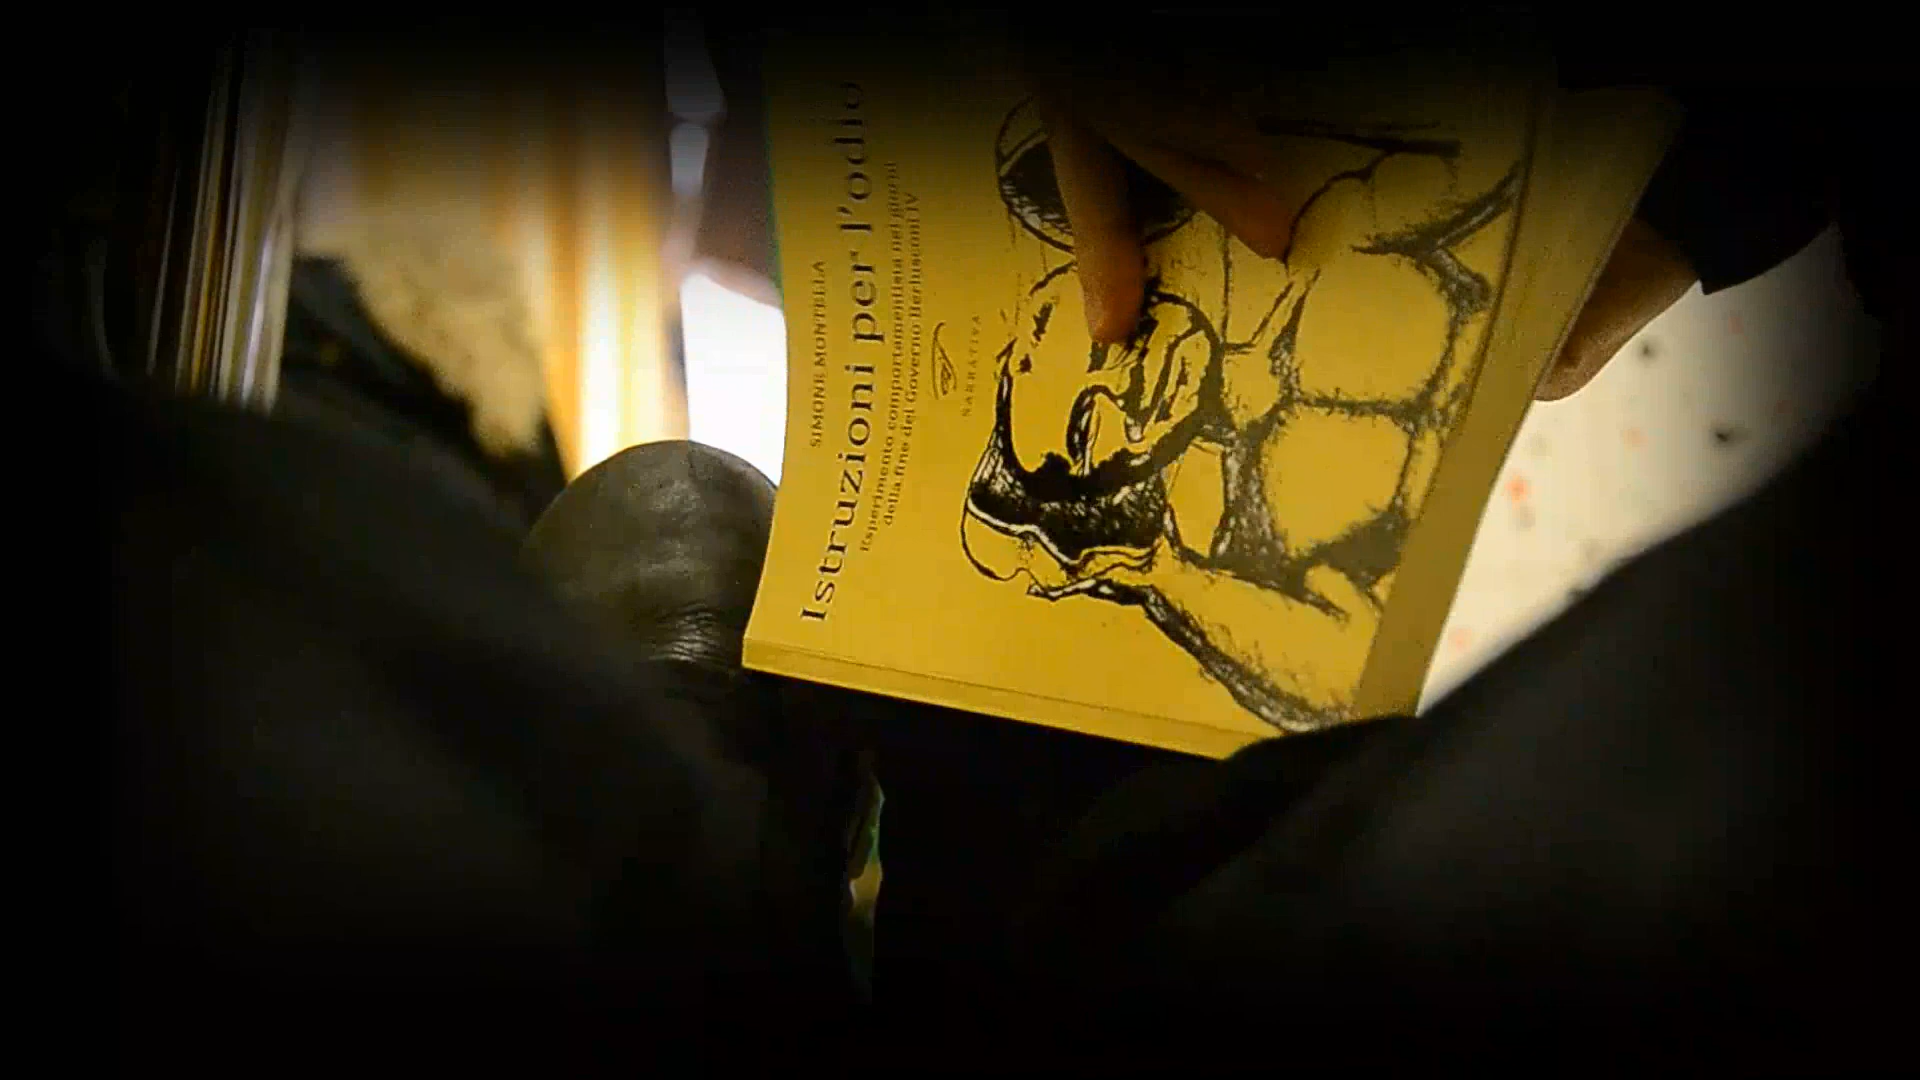 SIMONE MONTELLA
Istruzioni per l'odio
Esperimento comportamentista nei giorni
della fine del Governo Berlusconi IV
NARRATIVA